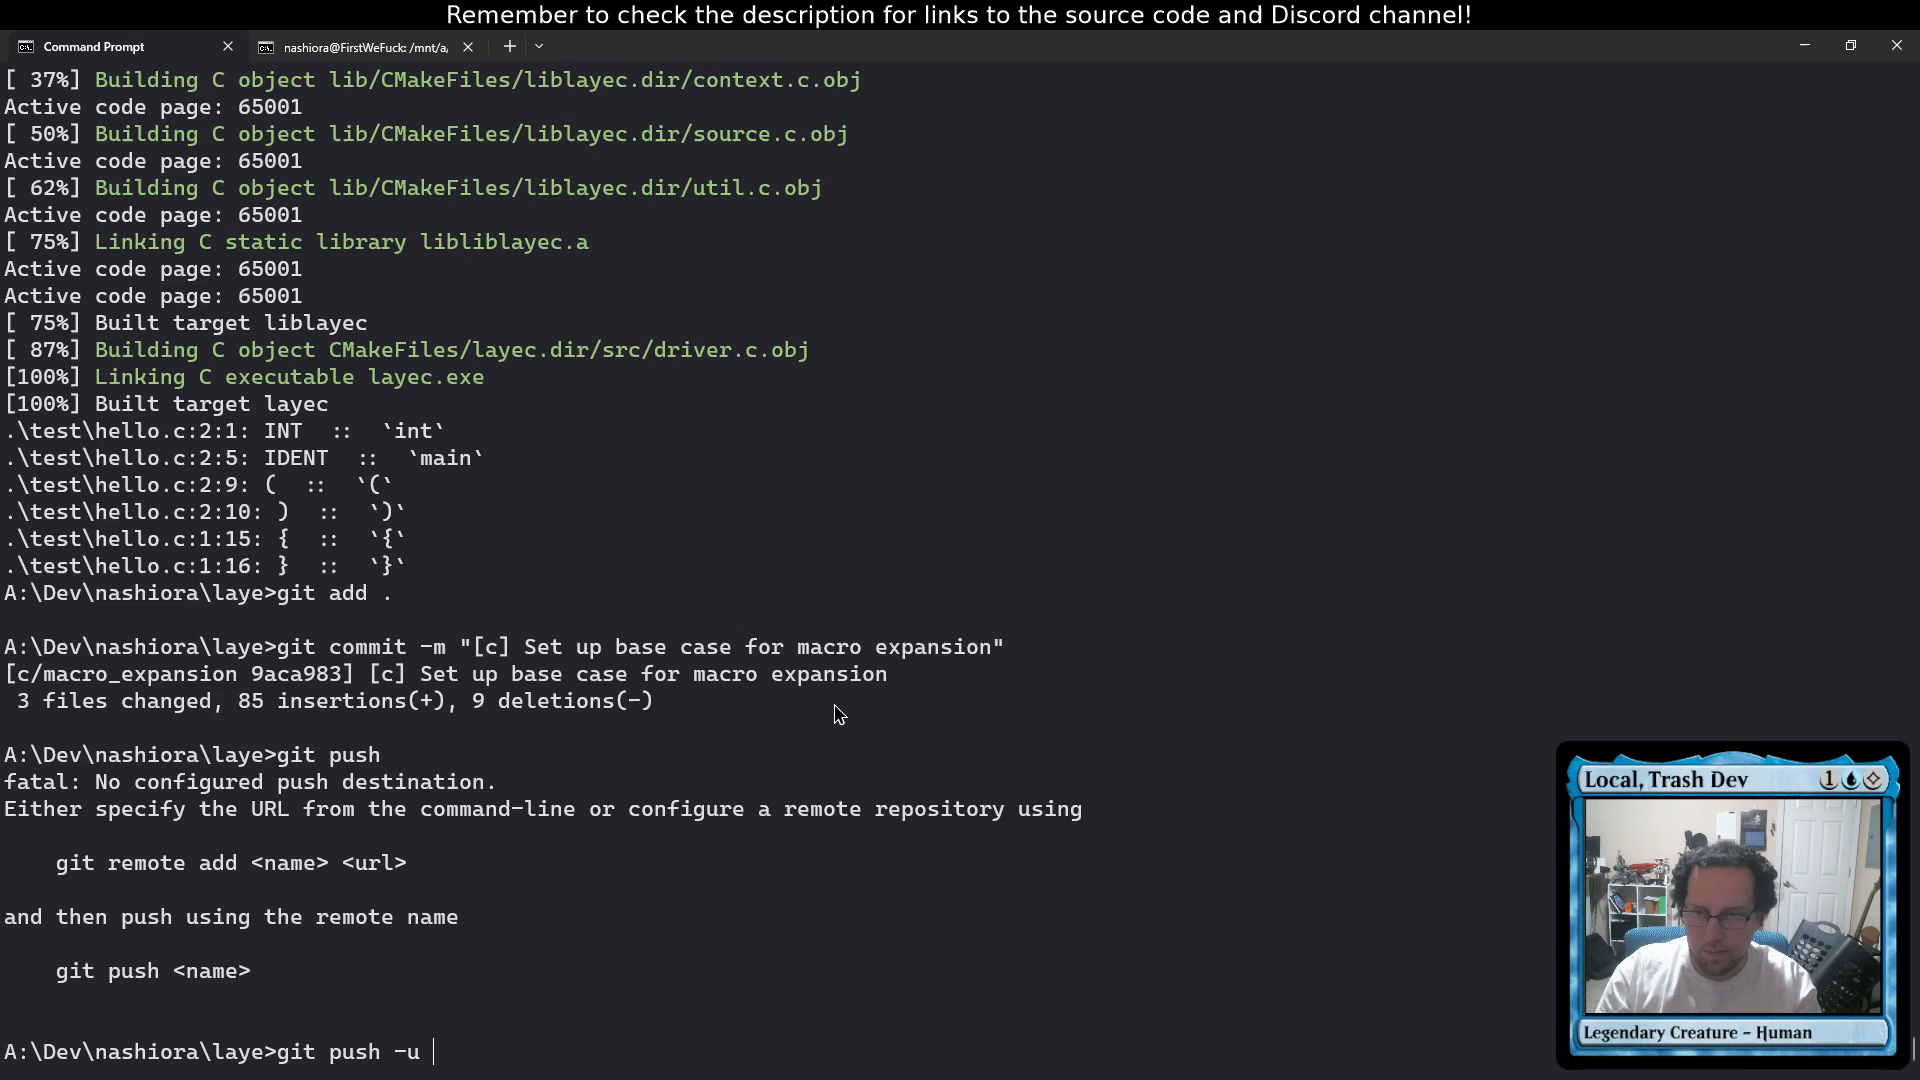 Remember to check the description for links to the source code and Discord channel!
Command Prompt
nashiora@FirstWeFuck: /mnt/a,
[ 37%] Building C object lib/CMakeFiles/liblayec.dir/context.c.obj
Active code page: 65001
[ 50%] Building C object lib/CMakeFiles/liblayec.dir/source.c.obj
Active code page: 65001
[ 62%] Building C object lib/CMakeFiles/liblayec.dir/util.c.obj
Active code page: 65001
[ 75%] Linking C static library libliblayec.a
Active code page: 65001
Active code page: 65001
[ 75%] Built target liblayec
[ 87%] Building C object CMakeFiles/layec.dir/src/driver.c.obj
[100%] Linking C executable layec.exe
[100%] Built target layec
.\test\hello.c:2:1: INT  ::  `int`
.\test\hello.c:2:5: IDENT  ::  `main`
.\test\hello.c:2:9: (  ::  `(`
.\test\hello.c:2:10: )  ::  `)`
.\test\hello.c:1:15: {  ::  `{`
.\test\hello.c:1:16: }  ::  `}`
A:\Dev\nashiora\laye>git add .
A:\Dev\nashiora\laye>git commit -m "[c] Set up base case for macro expansion"
[c/macro_expansion 9aca983] [c] Set up base case for macro expansion
3 files changed, 85 insertions(+), 9 deletions(-)
A:\Dev\nashiora\laye>git push
fatal: No configured push destination.
Either specify the URL from the command-line or configure a remote repository using
git remote add <name> <url>
and then push using the remote name
git push <name>
A:\Dev\nashiora\laye>git push -u
Local, Trash Dev
1
Legendary Creature - Human